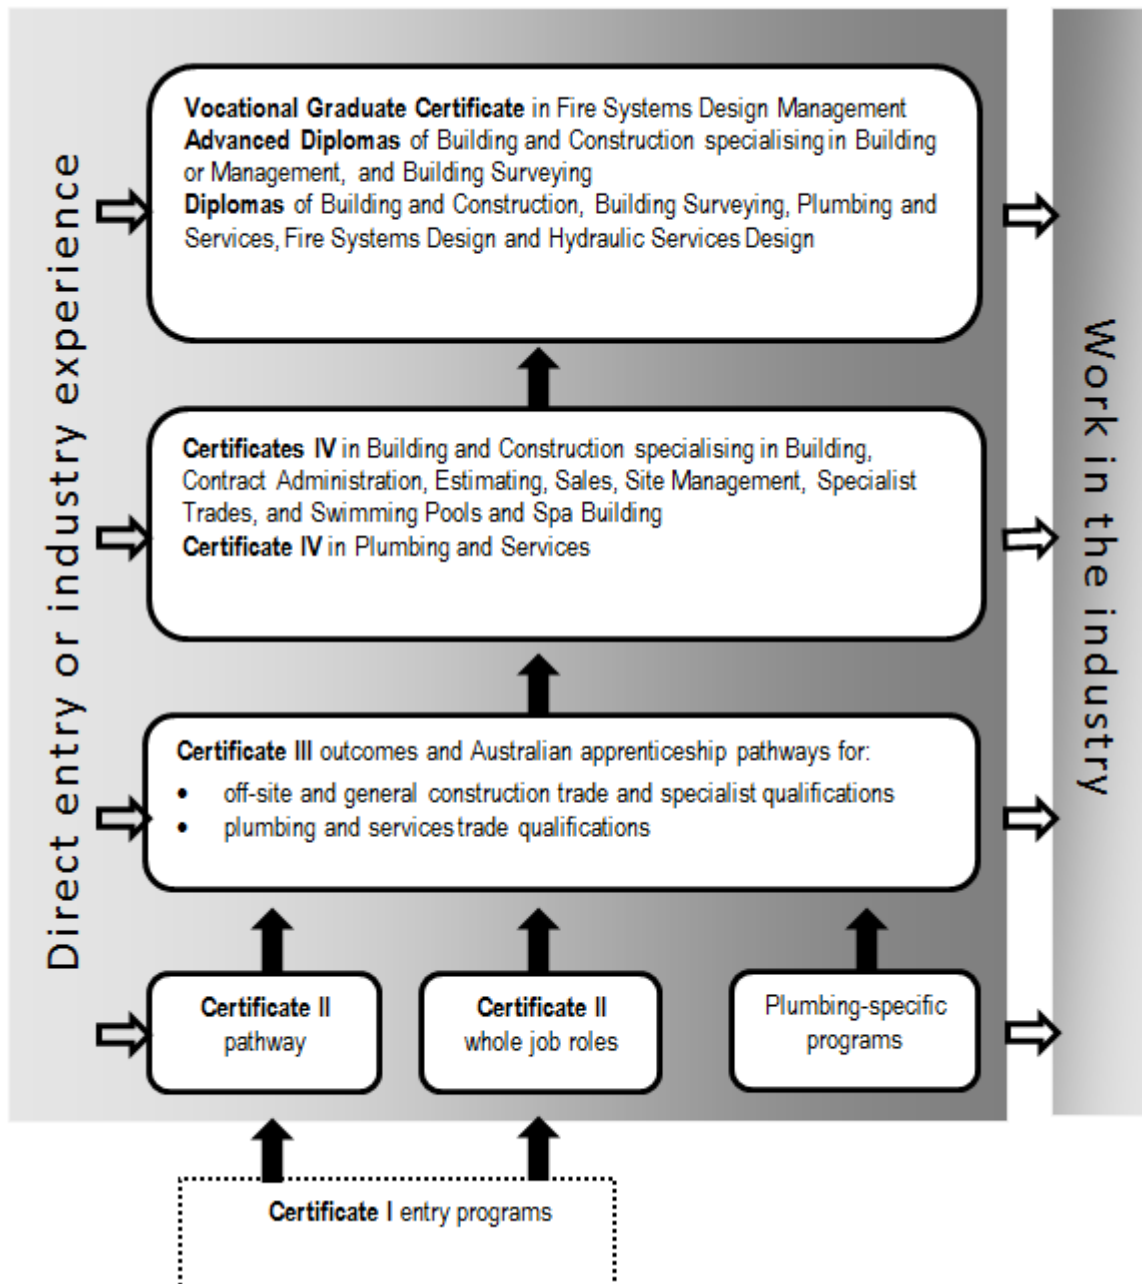 Direct entry or industry experience
Vocational Graduate Certificate in Fire Systems Design Management
Advanced Diplomas of Building and Construction specialising in Building
or Management, and Building Surveying
Diplomas of Building and Construction, Building Surveying, Plumbing and
Services, Fire Systems Design and Hydraulic Services Design
Certificates IV in Building and Construction specialising in Building,
Contract Administration, Estimating, Sales, Site Management, Specialist
Trades, and Swimming Pools and Spa Building
Certificate IV in Plumbing and Services
Certificate III outcomes and Australian apprenticeship pathways for:
• off-site and general construction trade and specialist qualifications
• plumbing and services trade qualifications
Certificate II
pathway
Certificate II
whole job roles
Plumbing-specific
programs
Certificate I entry programs
Work in the industry